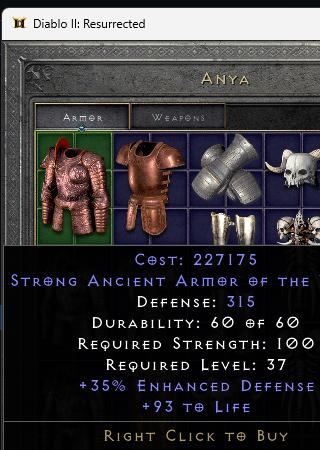 Diablo II: Resurrected
Anya
Armor
Weapons
Cost: 227175
Strong Ancient Armor of the
Defense: 315
Durability: 60 of 60
Required Strength: 100
Required Level: 37
+35% Enhanced Defense
+93 to Life
Right Click to Buy